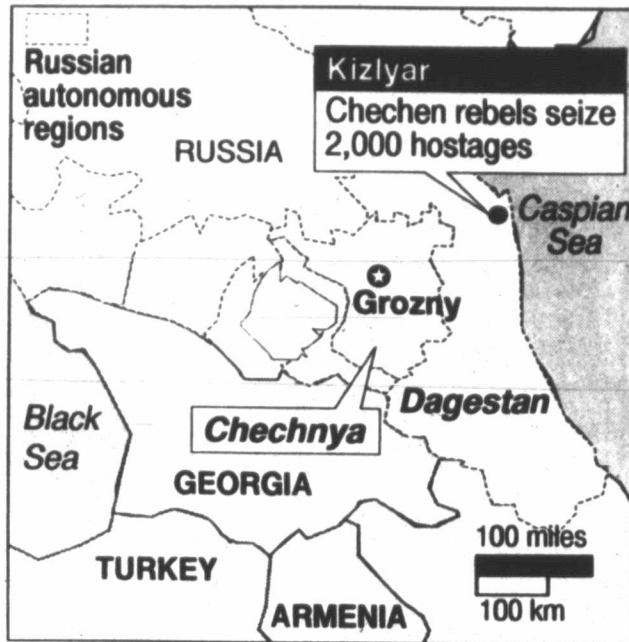 Russian
autonomous
regions
Kizlyar
Chechen rebels seize
2,000 hostages
RUSSIA
Caspian
Sea
Grozny
Black
Sea
Chechnya
Dagestan
GEORGIA
TURKEY
ARMENIA
100 miles
100 km